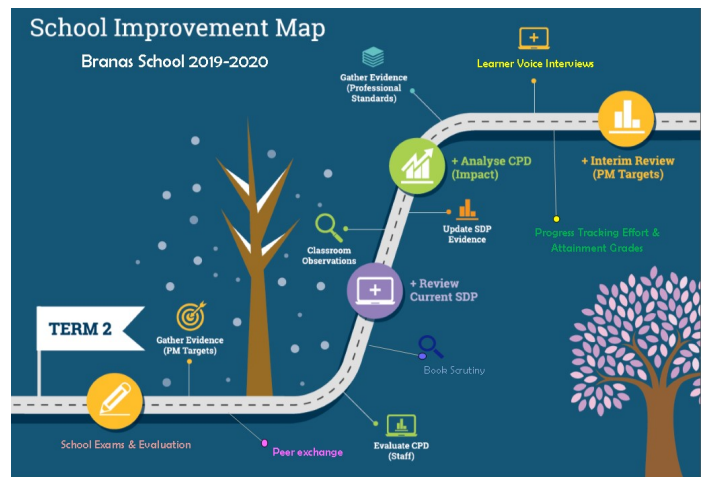 School Improvement Map
Branas School 2019-2020
Learner Voice Interviews
Gather Evidence
(Professional
Standards)
+ Analyse CPD
(Impact)
+ Interim Review
(PM Targets)
Update SDP
Evidence
Progress Tracking Effort &
Attainment Grades
Classroom
Observations
+ Review
Current SDP
TERM 2
Gather Evidence
(PM Targets)
Book Scrutiny
School Exams & Evaluation
Peer exchange
Evaluate CPD
(Staff)